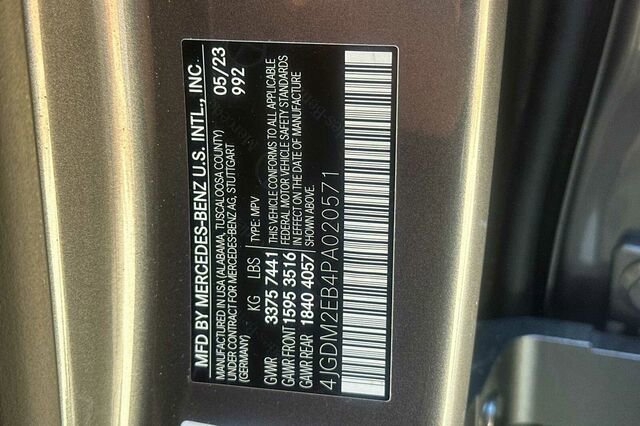 MFD BY MERCEDES-BENZ U.S. INTL., INC.
MANUFACTURED IN USA (ALABAMA, TUSCALOOSA COUNTY)
UNDER CONTRACT FOR MERCEDES-BENZ AG, STUTTGART
(GERMANY)
05/23
992
TYPE: MPV
KG LBS
GVWR 3375 7441
GAWR FRONT 1595 3516
GAWR REAR 1840 4057
THIS VEHICLE CONFORMS TO ALL APPLICABLE
FEDERAL MOTOR VEHICLE SAFETY STANDARDS
IN EFFECT ON THE DATE OF MANUFACTURE
SHOWN ABOVE.
4JGDM2EB4PA020571